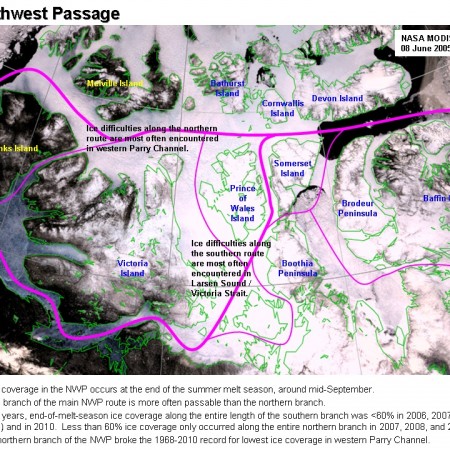 hwest Passage
NASA MODIS
08 June 2005
Melville Island
Bathurst
Island
Cornwallis
Island
Devon Island
Ice difficulties along the northern
route are most often encountered
in western Parry Channel.
nks Island
Somerset
Island
Prince
of
Wales
Island
Brodeur
Peninsula
Baffin
Ice difficulties along
the southern route
are most often
encountered in
Larsen Sound /
Victoria Strait.
Victoria
Island
Boothia
Peninsula
coverage in the NWP occurs at the end of the summer melt season, around mid-September.
branch of the main NWP route is more often passable than the northern branch.
years, end-of-melt-season ice coverage along the entire length of the southern branch was <60% in 2006, 2007
) and in 2010. Less than 60% ice coverage only occurred along the entire northern branch in 2007, 2008, and 2
northern branch of the NWP broke the 1968-2010 record for lowest ice coverage in western Parry Channel.